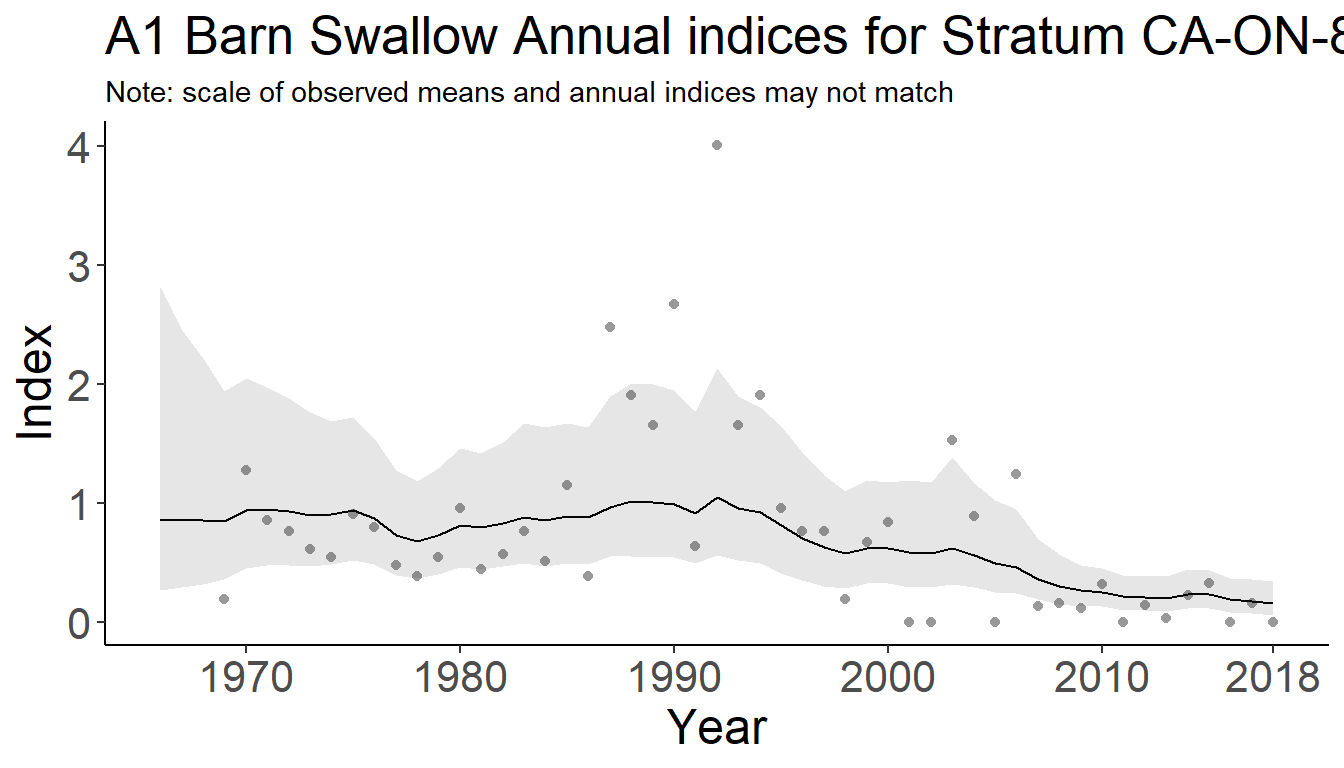 A1 Barn Swallow Annual indices for Stratum CA-ON-8
Note: scale of observed means and annual indices may not match
4
3
2
1
0
Index
1970 1980 1990 2000 2010 2018
Year